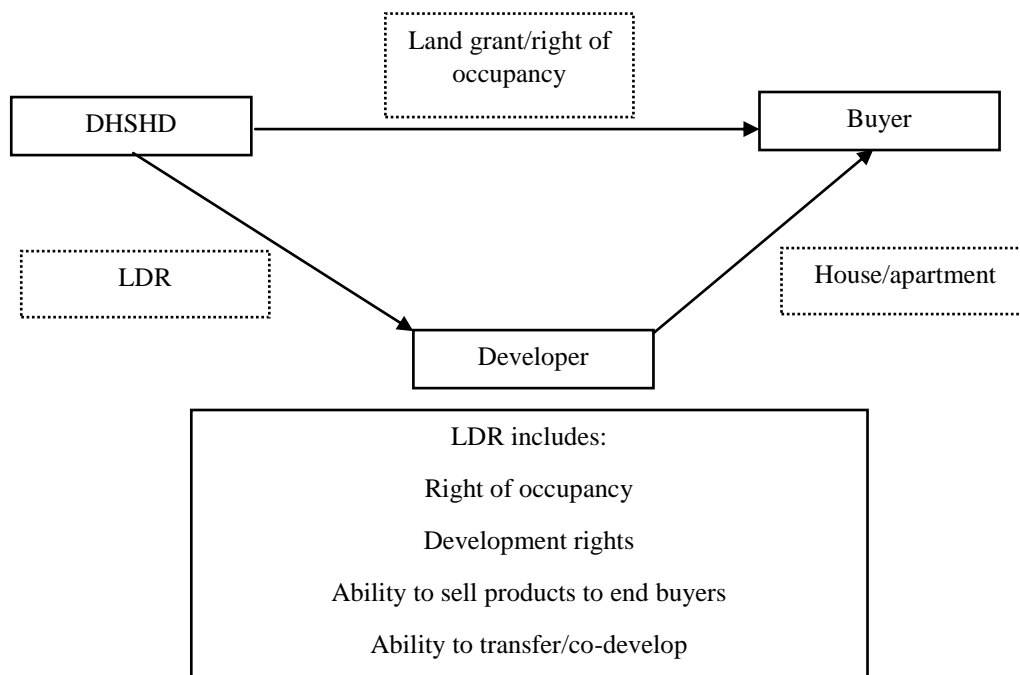 Land grant/right of
occupancy
DHSHD
Buyer
LDR
House/apartment
Developer
LDR includes:
Right of occupancy
Development rights
Ability to sell products to end buyers
Ability to transfer/co-develop